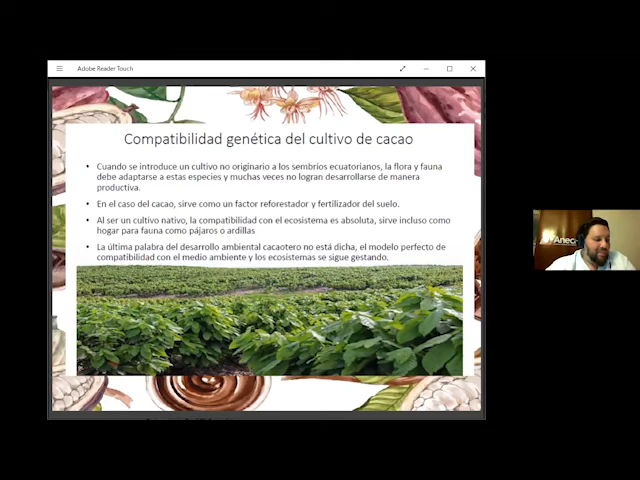 Adobe Reader Touch
Compatibilidad genética del cultivo de cacao
• Cuando se introduce un cultivo no originario a los sembríos ecuatorianos, la flora y fauna
debe adaptarse a estas especies y muchas veces no logran desarrollarse de manera
productiva.
• En el caso del cacao, sirve como un factor reforestador y fertilizador del suelo.
• Al ser un cultivo nativo, la compatibilidad con el ecosistema es absoluta, sirve incluso como
hogar para fauna como pájaros o ardillas
• La última palabra del desarrollo ambiental cacaotero no está dicha, el modelo perfecto de
compatibilidad con el medio ambiente y los ecosistemas se sigue gestando.